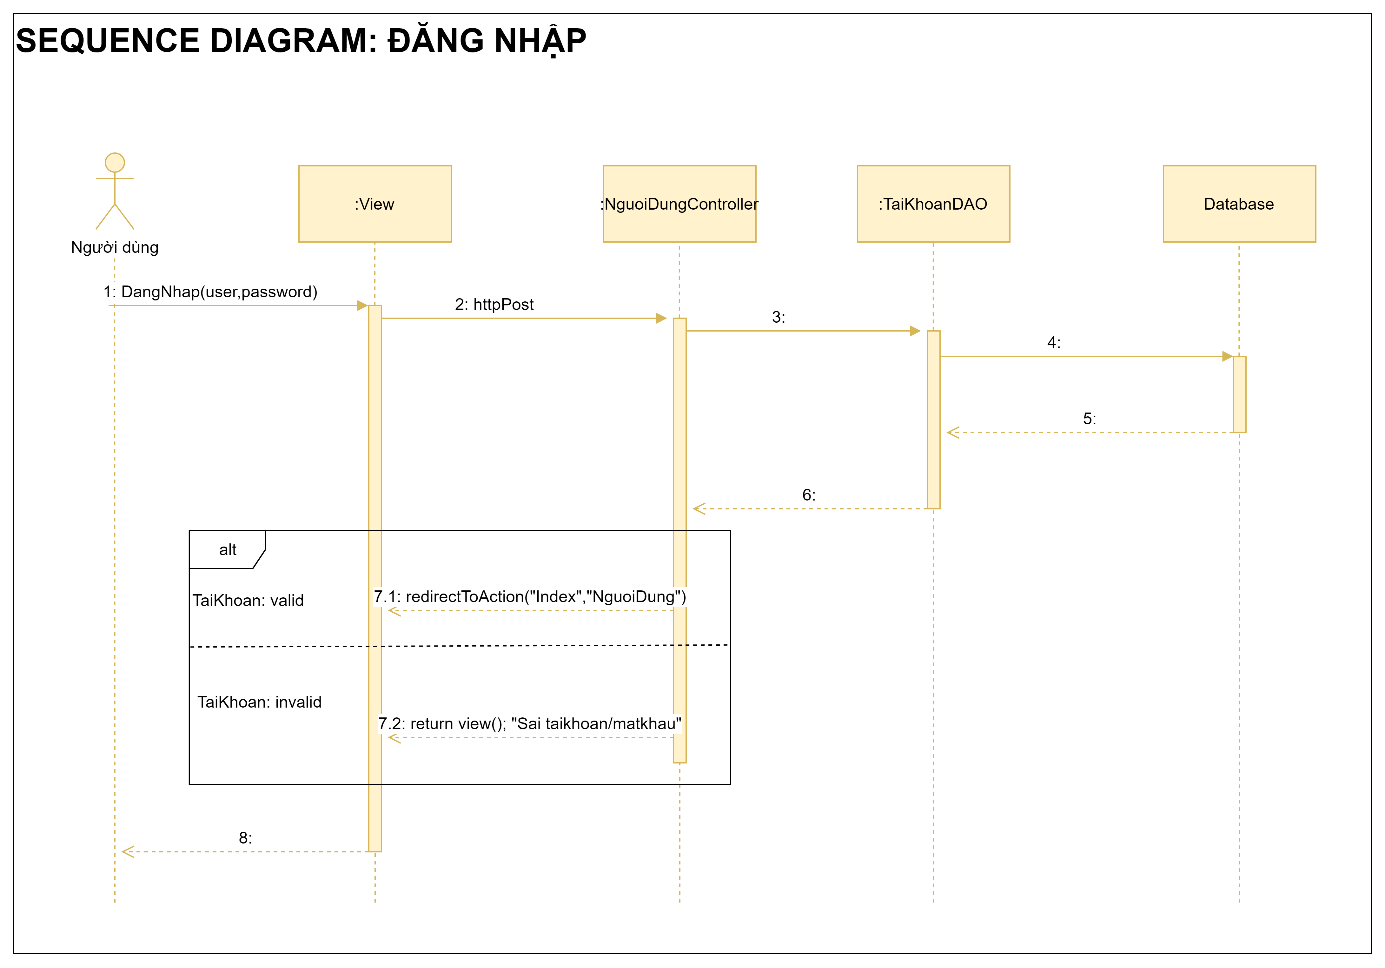 SEQUENCE DIAGRAM: ĐĂNG NHẬP
:View
:NguoiDungController
:TaiKhoanDAO
Database
Người dùng
1: DangNhap(user,password)
2: httpPost
3:
4:
5:
6:
alt
TaiKhoan: valid
7.1: redirectToAction("Index","NguoiDung")
TaiKhoan: invalid
7.2: return view(); "Sai taikhoan/matkhau"
8: